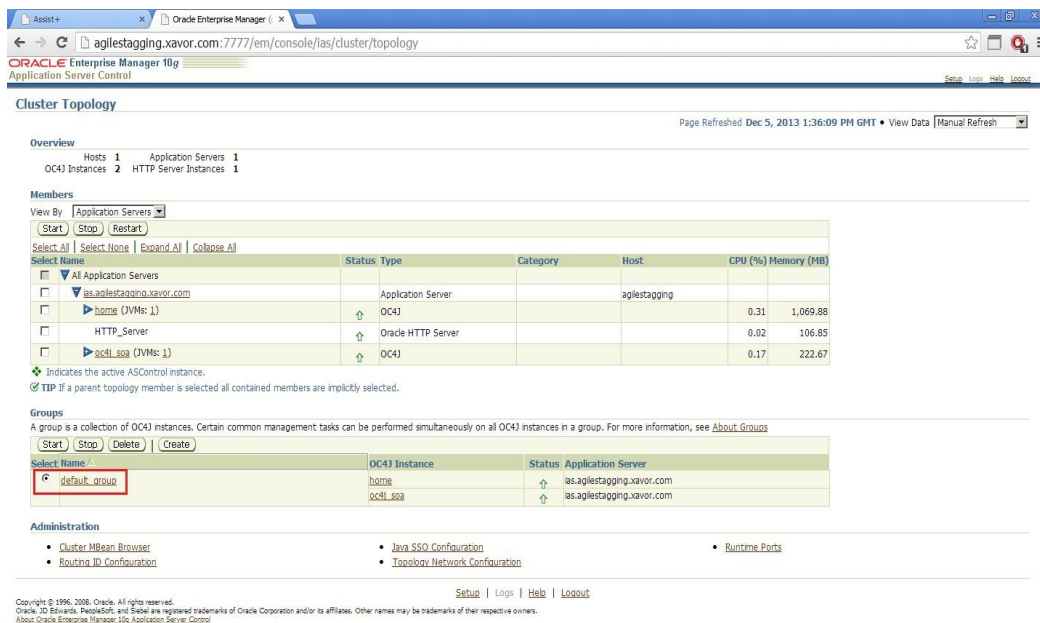 Assist+
Oracle Enterprise Manager (
agilestagging.xavor.com:7777/em/console/ias/cluster/topology
ORACLE Enterprise Manager 10g
Application Server Control
Setup Logs Help Logout
Cluster Topology
Page Refreshed Dec 5, 2013 1:36:09 PM GMT • View Data Manual Refresh
Overview
Hosts 1 Application Servers 1
OC4J Instances 2 HTTP Server Instances 1
Members
View By Application Servers
Start Stop Restart
Select All | Select None | Expand All | Collapse All
Select Name Status Type Category Host CPU (%) Memory (MB)
All Application Servers
ias.agilestagging.xavor.com Application Server agilestagging
home (JVMs: 1) OC4J 0.31 1,069.88
HTTP_Server Oracle HTTP Server 0.02 106.85
oc4j_soa (JVMs: 1) OC4J 0.17 222.67
Indicates the active ASControl instance.
TIP If a parent topology member is selected all contained members are implicitly selected.
Groups
A group is a collection of OC4J instances. Certain common management tasks can be performed simultaneously on all OC4J instances in a group. For more information, see About Groups
Start Stop Delete | Create
Select Name OC4J Instance Status Application Server
default_group home ias.agilestagging.xavor.com
oc4j_soa ias.agilestagging.xavor.com
Administration
• Cluster MBean Browser • Java SSO Configuration • Runtime Ports
• Routing ID Configuration • Topology Network Configuration
Setup | Logs | Help | Logout
Copyright © 1996, 2008, Oracle. All rights reserved.
Oracle, JD Edwards, PeopleSoft, and Siebel are registered trademarks of Oracle Corporation and/or its affiliates. Other names may be trademarks of their respective owners.
About Oracle Enterprise Manager 10g Application Server Control